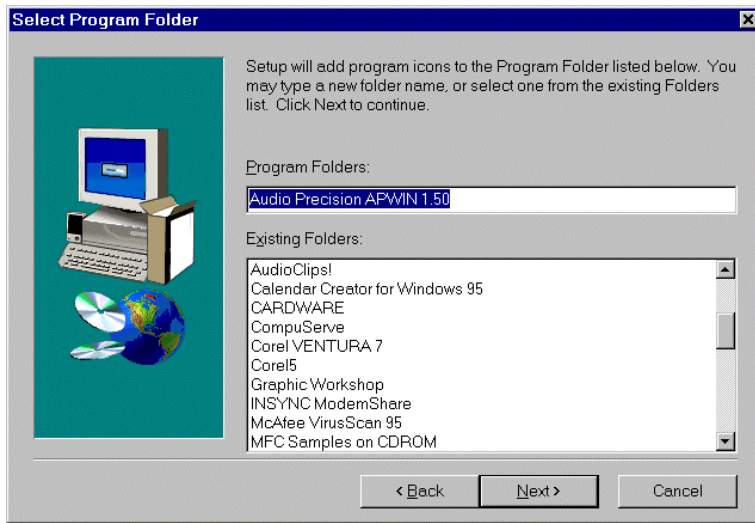 Select Program Folder
Setup will add program icons to the Program Folder listed below. You
may type a new folder name, or select one from the existing Folders
list. Click Next to continue.
Program Folders:
Audio Precision APWIN 1.50
Existing Folders:
AudioClips!
Calendar Creator for Windows 95
CARDWARE
CompuServe
Corel VENTURA 7
Corel5
Graphic Workshop
INSYNC ModemShare
McAfee VirusScan 95
MFC Samples on CDROM
< Back
Next >
Cancel